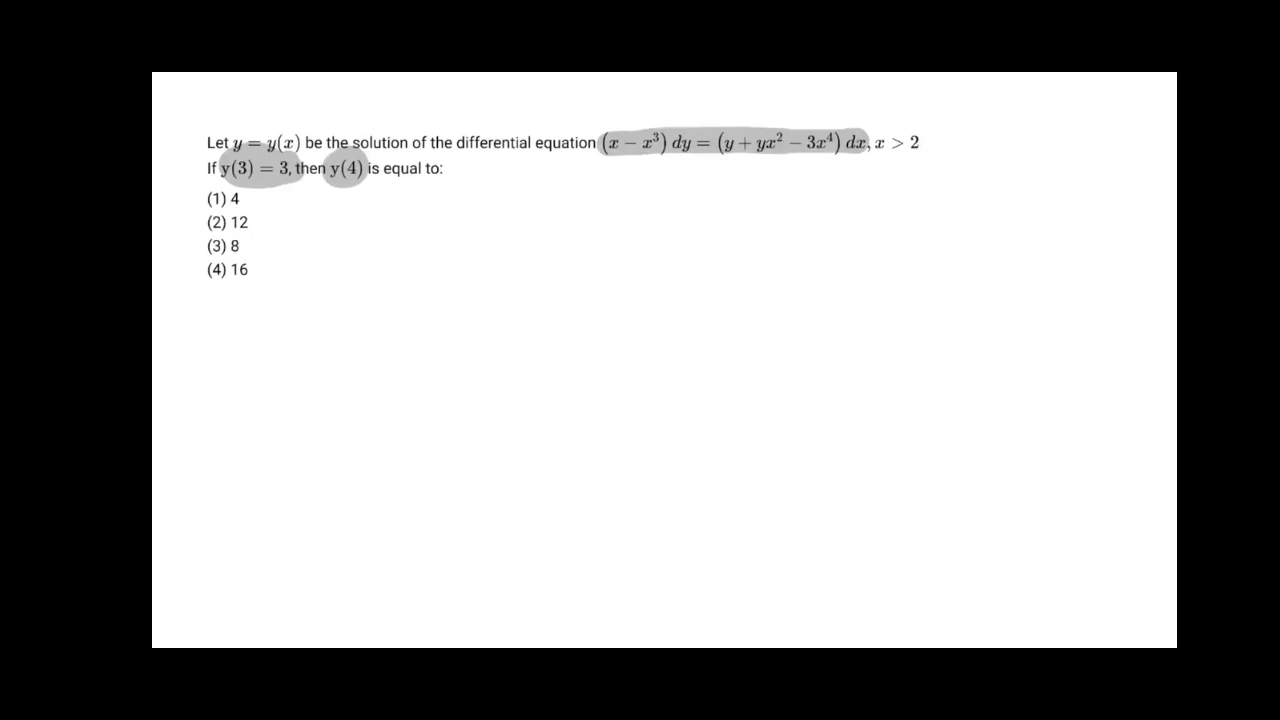 Let y = y(x) be the solution of the differential equation (x − x³) dy = (y + yx² − 3x⁴) dx, x > 2
If y(3) = 3, then y(4) is equal to:
(1) 4
(2) 12
(3) 8
(4) 16